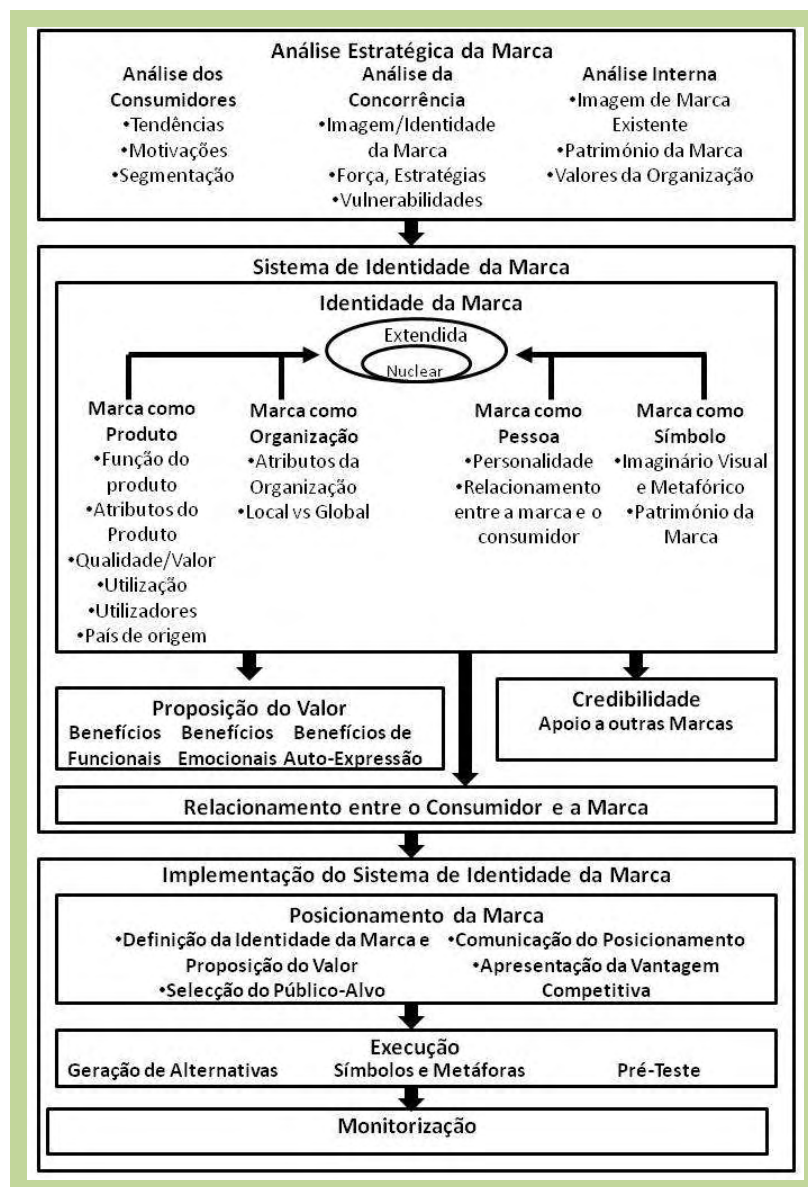 Análise Estratégica da Marca
Análise dos
Consumidores
•Tendências
•Motivações
•Segmentação
Análise da
Concorrência
•Imagem/Identidade
da Marca
•Força, Estratégias
•Vulnerabilidades
Análise Interna
•Imagem de Marca
Existente
•Património da Marca
•Valores da Organização
Sistema de Identidade da Marca
Identidade da Marca
Extendida
Nuclear
Marca como
Produto
•Função do
produto
•Atributos do
Produto
•Qualidade/Valor
•Utilização
•Utilizadores
•País de origem
Marca como
Organização
•Atributos da
Organização
•Local vs Global
Marca como
Pessoa
•Personalidade
•Relacionamento
entre a marca e o
consumidor
Marca como
Símbolo
•Imaginário Visual
e Metafórico
•Património da
Marca
Proposição do Valor
Benefícios
Funcionais
Benefícios
Emocionais
Benefícios de
Auto-Expressão
Credibilidade
Apoio a outras Marcas
Relacionamento entre o Consumidor e a Marca
Implementação do Sistema de Identidade da Marca
Posicionamento da Marca
•Definição da Identidade da Marca e
Proposição do Valor
•Selecção do Público-Alvo
•Comunicação do Posicionamento
•Apresentação da Vantagem
Competitiva
Execução
Geração de Alternativas
Símbolos e Metáforas
Pré-Teste
Monitorização